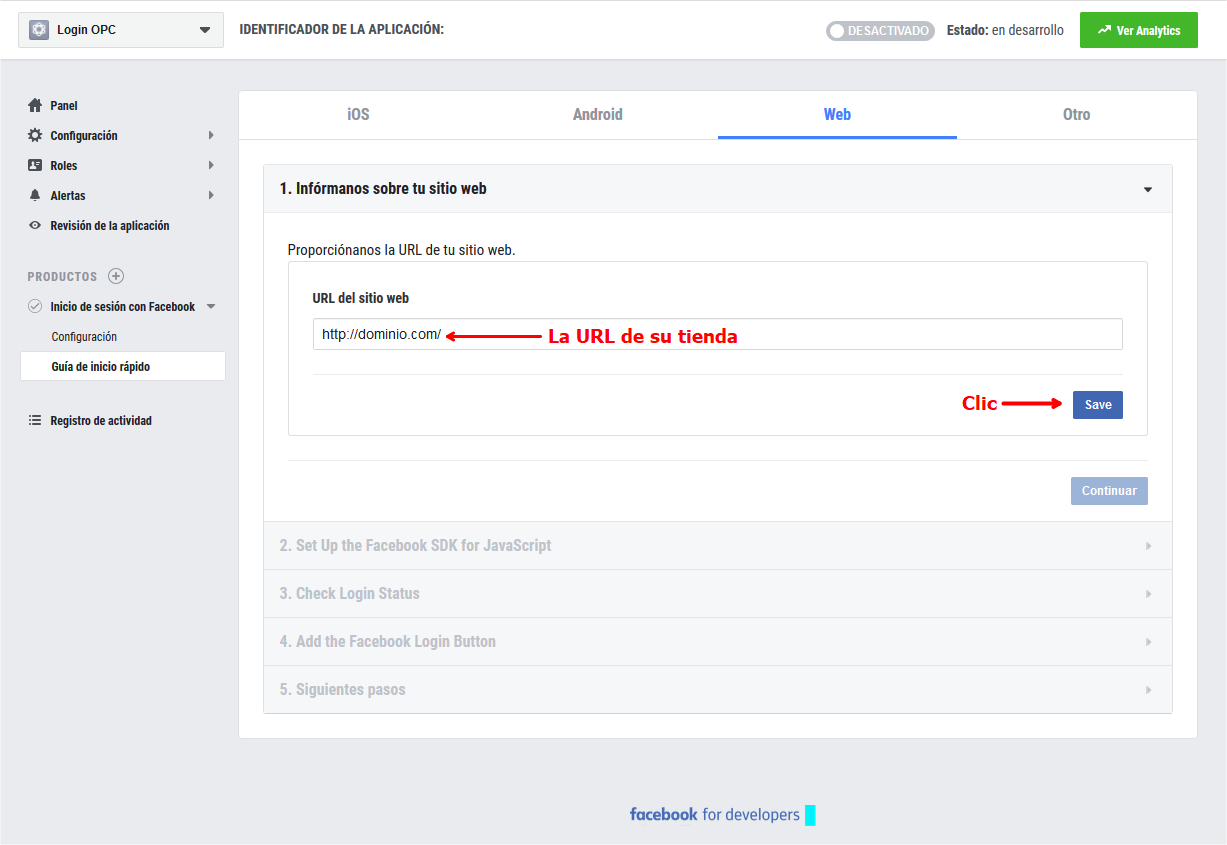 Login OPC
IDENTIFICADOR DE LA APLICACIÓN:
DESACTIVADO
Estado: en desarrollo
Ver Analytics
Panel
Configuración
Roles
Alertas
Revisión de la aplicación
PRODUCTOS
Inicio de sesión con Facebook
Configuración
Guía de inicio rápido
Registro de actividad
iOS
Android
Web
Otro
1. Infórmanos sobre tu sitio web
Proporciónanos la URL de tu sitio web.
URL del sitio web
http://dominio.com/
La URL de su tienda
Clic
Save
Continuar
2. Set Up the Facebook SDK for JavaScript
3. Check Login Status
4. Add the Facebook Login Button
5. Siguientes pasos
facebook for developers